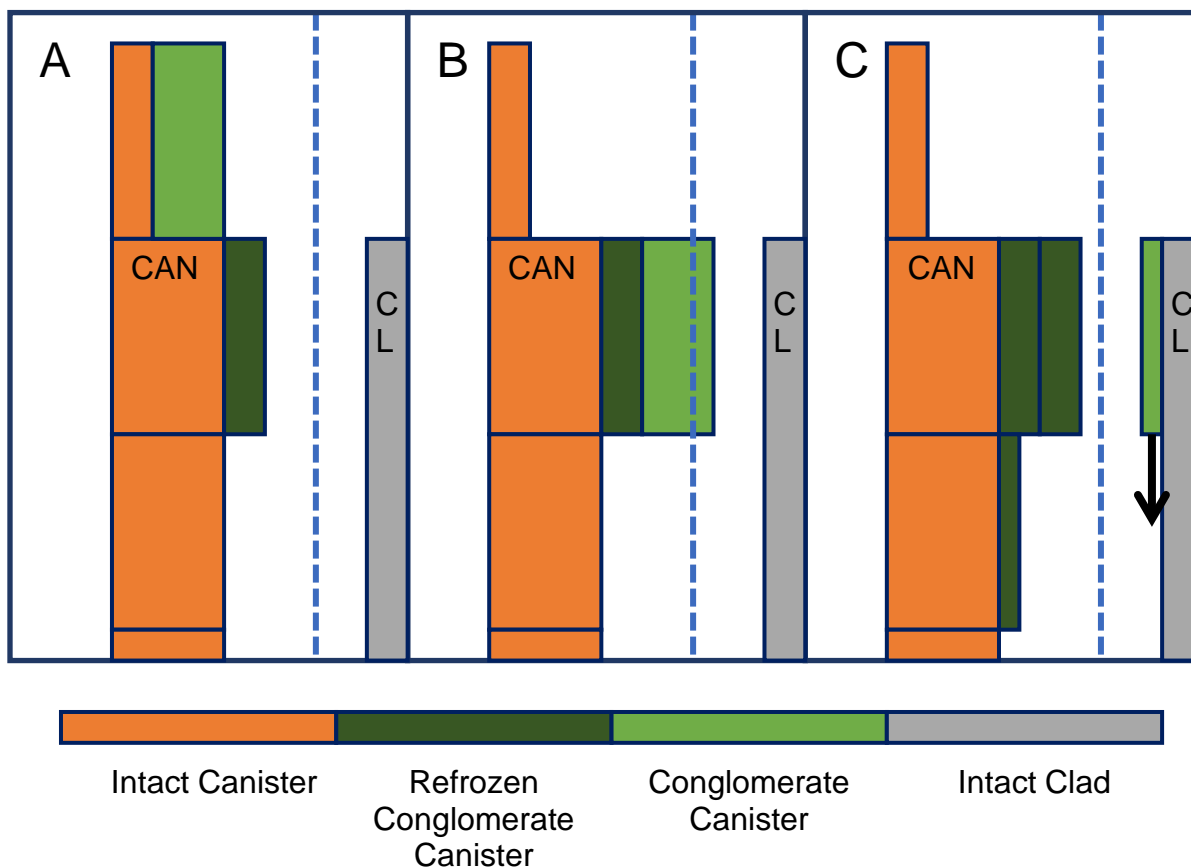 A
B
C
CAN
CAN
CAN
C
L
C
L
C
L
Intact Canister
Refrozen
Conglomerate
Canister
Conglomerate
Canister
Intact Clad